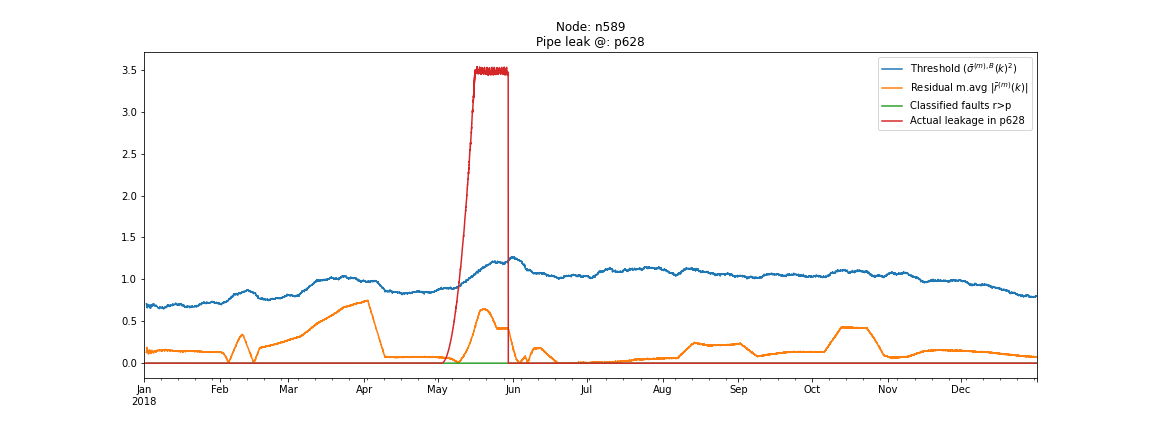 Node: n589
Pipe leak @: p628
3.5
3.0
2.5
2.0
1.5
1.0
0.5
0.0
Threshold (σ̄^(m),B(k)²)
Residual m.avg |r̄^(m)(k)|
Classified faults r>p
Actual leakage in p628
Jan Feb Mar Apr May Jun Jul Aug Sep Oct Nov Dec
2018